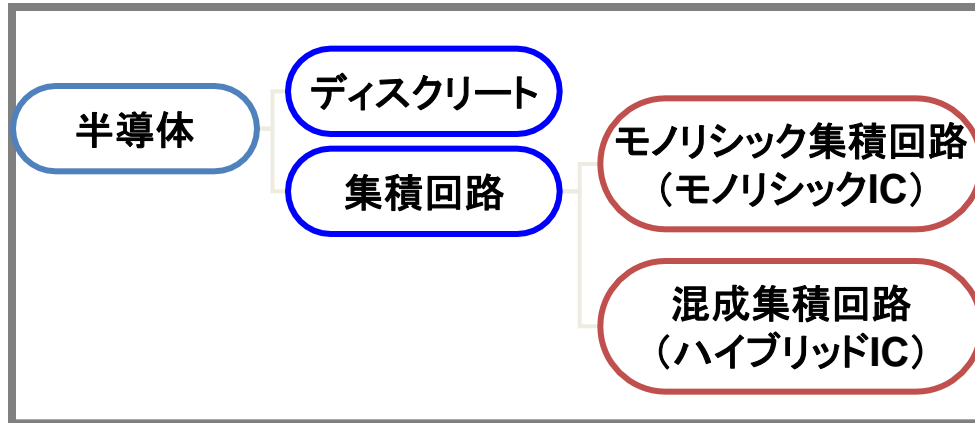 半導体
ディスクリート
集積回路
モノリシック集積回路
（モノリシックIC）
混成集積回路
（ハイブリッドIC）